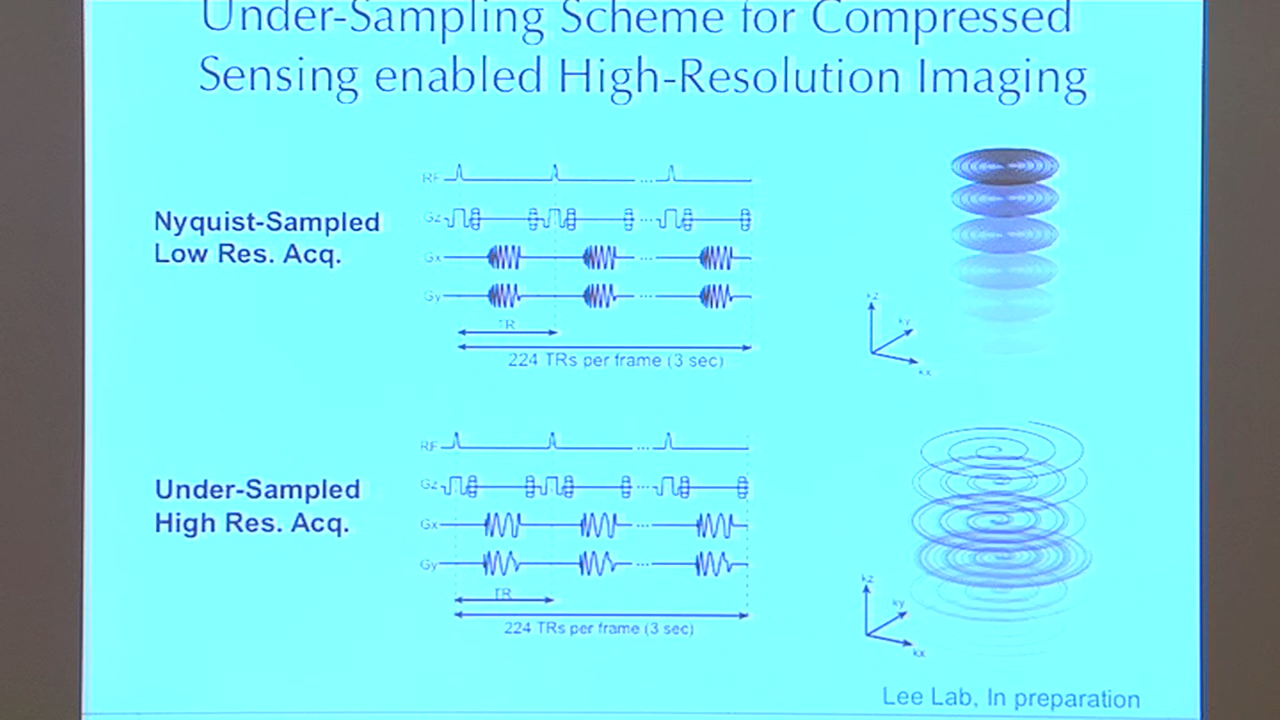 Under-Sampling Scheme for Compressed
Sensing enabled High-Resolution Imaging
Nyquist-Sampled
Low Res. Acq.
RF
Gz
Gx
Gy
TR
224 TRs per frame (3 sec)
kz
ky
kx
Under-Sampled
High Res. Acq.
RF
Gz
Gx
Gy
TR
224 TRs per frame (3 sec)
kz
ky
kx
Lee Lab, In preparation